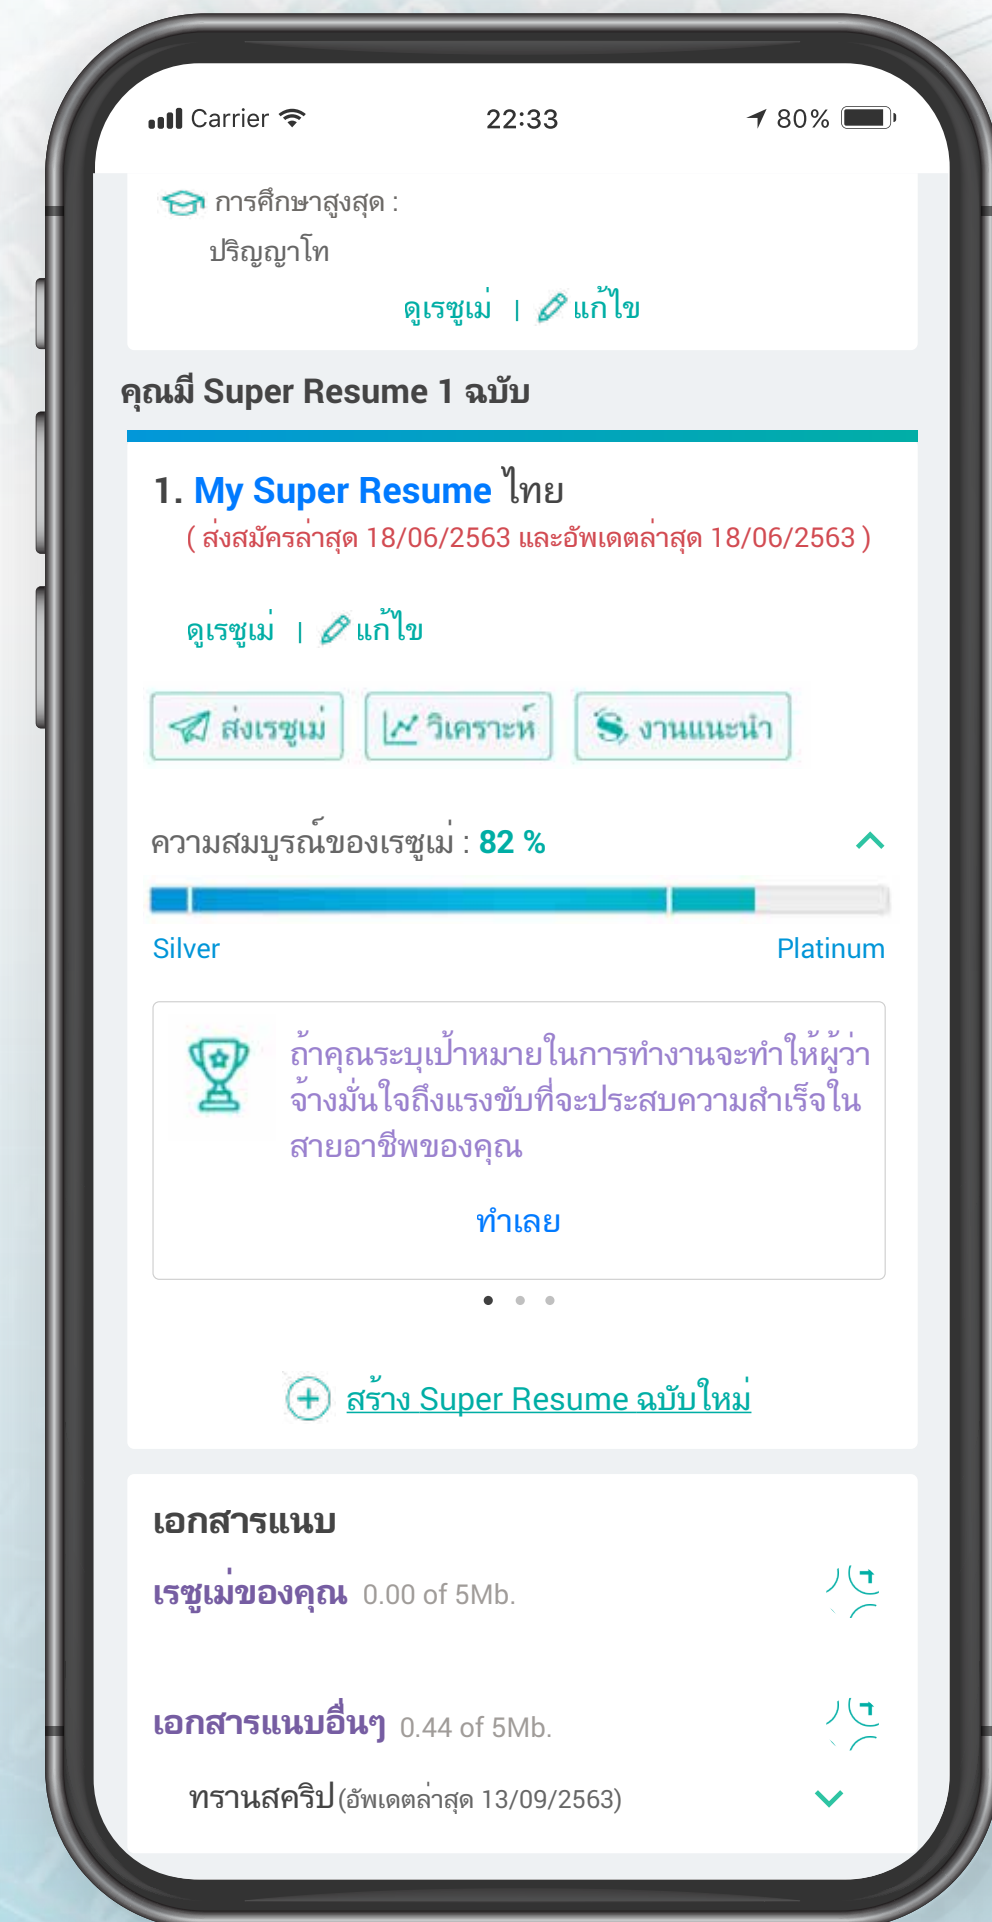 Carrier 22:33 80%
การศึกษาสูงสุด :
ปริญญาโท
ดูเรซูเม่ | แก้ไข
คุณมี Super Resume 1 ฉบับ
1. My Super Resume ไทย
( ส่งสมัครล่าสุด 18/06/2563 และอัพเดตล่าสุด 18/06/2563 )
ดูเรซูเม่ | แก้ไข
ส่งเรซูเม่ วิเคราะห์ งานแนะนำ
ความสมบูรณ์ของเรซูเม่ : 82 %
Silver Platinum
ถ้าคุณระบุเป้าหมายในการทำงานจะทำให้ผู้ว่า
จ้างมั่นใจถึงแรงขับที่จะประสบความสำเร็จใน
สายอาชีพของคุณ
ทำเลย
สร้าง Super Resume ฉบับใหม่
เอกสารแนบ
เรซูเม่ของคุณ 0.00 of 5Mb.
เอกสารแนบอื่นๆ 0.44 of 5Mb.
ทรานสคริป (อัพเดตล่าสุด 13/09/2563)